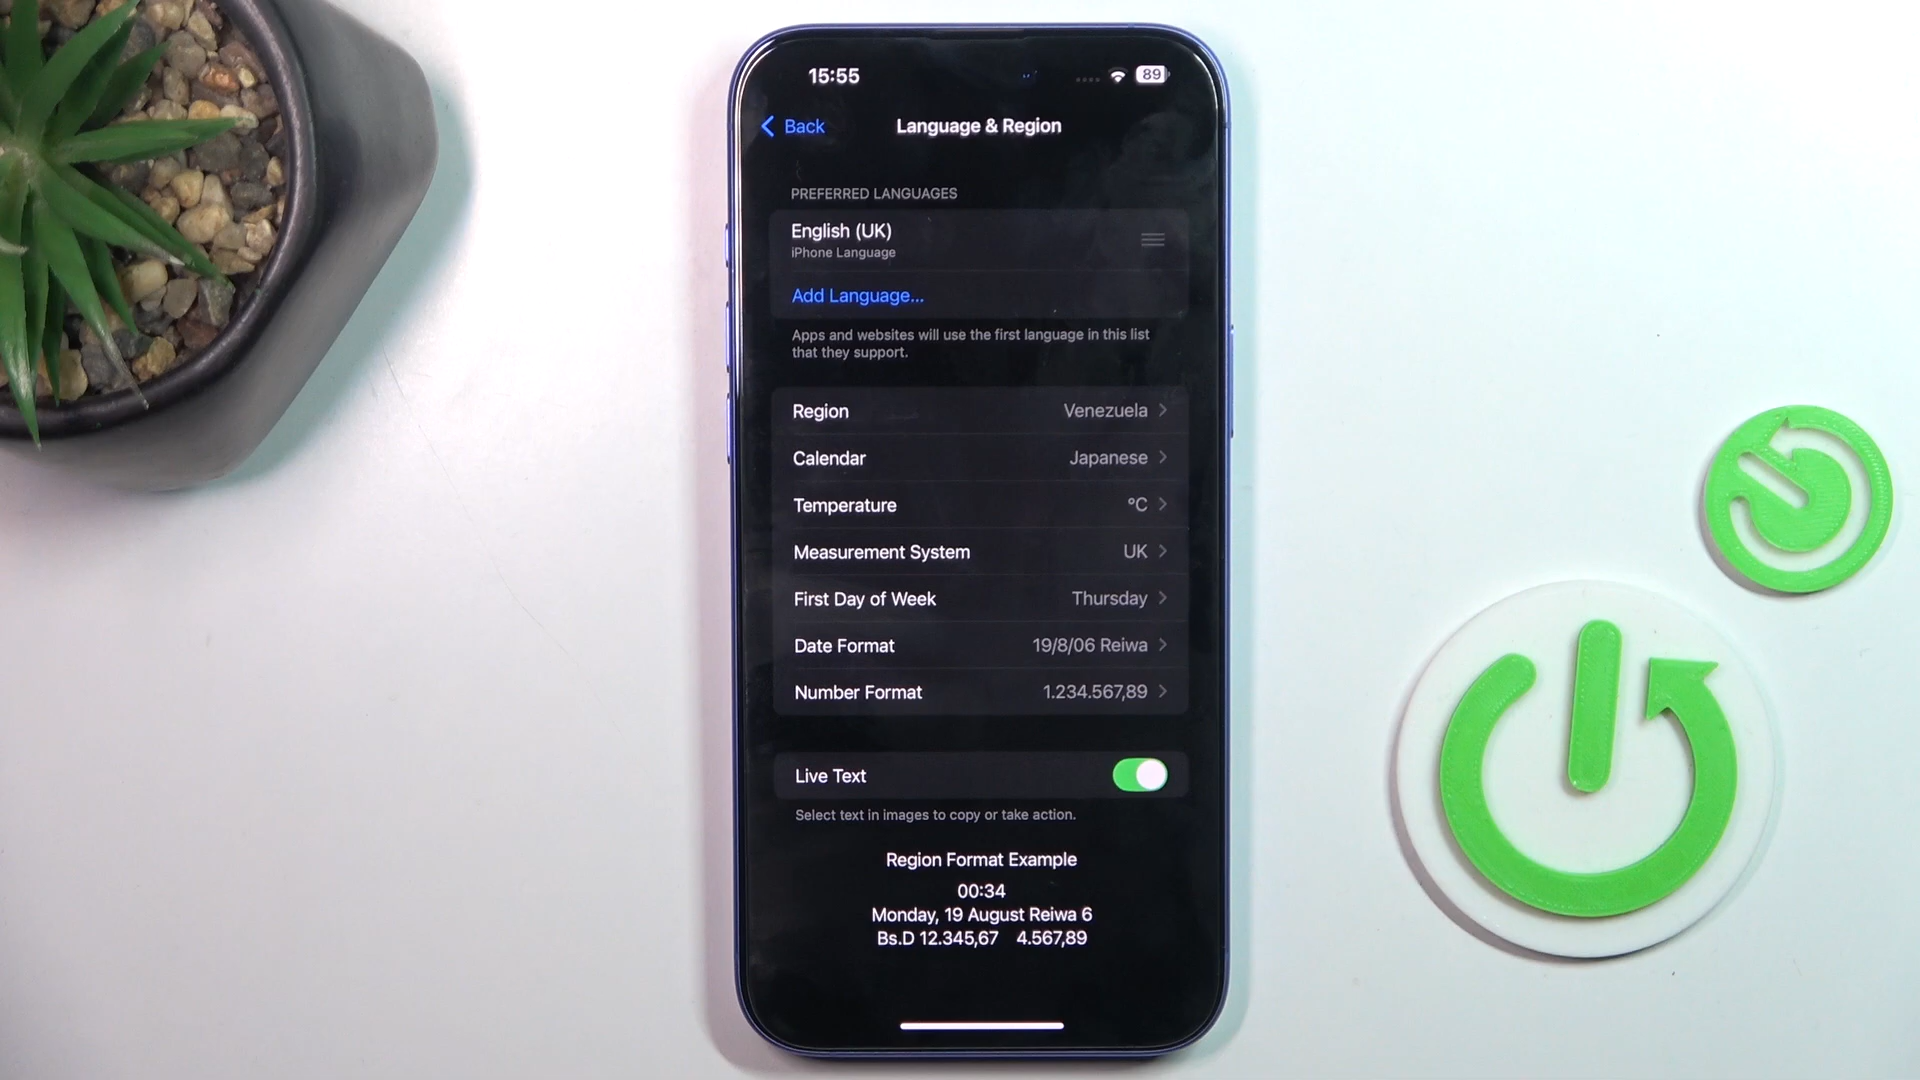 15:55
89
Back
Language & Region
PREFERRED LANGUAGES
English (UK)
iPhone Language
Add Language...
Apps and websites will use the first language in this list
that they support.
Region Venezuela
Calendar Japanese
Temperature °C
Measurement System UK
First Day of Week Thursday
Date Format 19/8/06 Reiwa
Number Format 1.234.567,89
Live Text
Select text in images to copy or take action.
Region Format Example
00:34
Monday, 19 August Reiwa 6
Bs.D 12.345,67 4.567,89